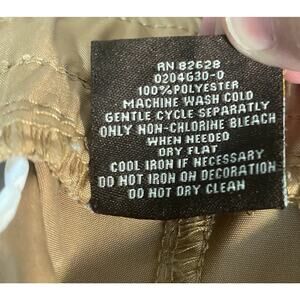 RN 82628
0204G30-0
100%POLYESTER
MACHINE WASH COLD
GENTLE CYCLE SEPARATLY
ONLY NON-CHLORINE BLEACH
WHEN NEEDED
DRY FLAT
COOL IRON IF NECESSARY
DO NOT IRON ON DECORATION
DO NOT DRY CLEAN